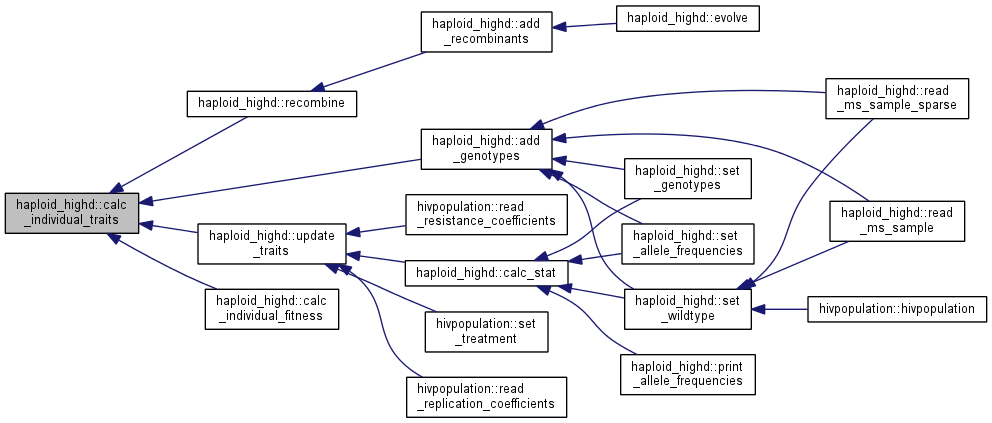 haploid_highd::calc
_individual_traits
haploid_highd::recombine
haploid_highd::add
_recombinants
haploid_highd::evolve
haploid_highd::add
_genotypes
haploid_highd::read
_ms_sample_sparse
haploid_highd::set
_genotypes
haploid_highd::read
_ms_sample
haploid_highd::update
_traits
hivpopulation::read
_resistance_coefficients
haploid_highd::set
_allele_frequencies
haploid_highd::calc_stat
haploid_highd::set
_wildtype
hivpopulation::hivpopulation
haploid_highd::calc
_individual_fitness
hivpopulation::set
_treatment
haploid_highd::print
_allele_frequencies
hivpopulation::read
_replication_coefficients